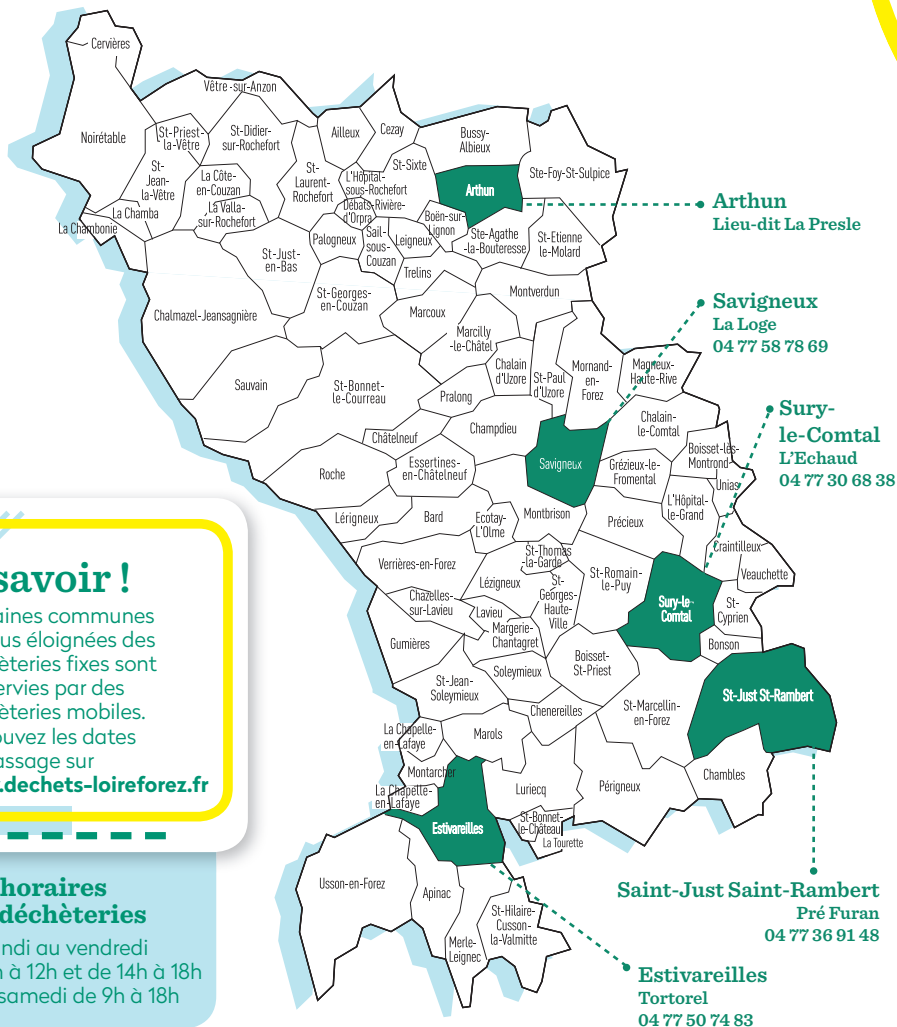 Cervières
Vêtre -sur-Anzon
Noirétable
St-Priest-
la-Vêtre
St-Didier-
sur-Rochefort
Ailleux
Cezay
Bussy-
Albieux
St-
Jean-
la-Vêtre
La Côte-
en-Couzan
St-
Laurent-
Rochefort
L'Hôpital-
sous-Rochefort
St-Sixte
Arthun
Ste-Foy-St-Sulpice
La Chamba
La Chambonie
La Valla-
sur-Rochefort
Débats-Rivière-
d'Orpra
Boën-sur-
Lignon
Palogneux
Sail-
sous-
Couzan
Leigneux
Ste-Agathe
-la-Bouteresse
St-Etienne
le-Molard
St-Just-
en-Bas
Trelins
Chalmazel-Jeansagnière
St-Georges-
en-Couzan
Marcoux
Montverdun
Marcilly
-le-Châtel
Sauvain
St-Bonnet-
le-Courreau
Pralong
Chalain
d'Uzore
St-Paul
d'Uzore
Mornand-
en-
Forez
Magneux-
Haute-Rive
Châtelneuf
Champdieu
Chalain-
le-Comtal
Boisset-lès-
Montrond
Roche
Essertines-
en-Châtelneuf
Savigneux
Grézieux-le-
Fromental
Unias
L'Hôpital-
le-Grand
Lérigneux
Bard
Ecotay-
L'Olme
Montbrison
Précieux
Craintilleux
Verrières-en-Forez
St-Thomas
-la-Garde
Lézigneux
St-
Georges-
Haute-
Ville
St-Romain-
le-Puy
Veauchette
Chazelles-
sur-Lavieu
Lavieu
Sury-le
Comtal
St-
Cyprien
Gumières
Margerie-
Chantagret
Bonson
St-Jean-
Soleymieux
Soleymieux
Boisset-
St-Priest
St-Just St-Rambert
St-Marcellin-
en-Forez
Chenereilles
La Chapelle-
en-Lafaye
Marols
Montarcher
La Chapelle-
en-Lafaye
Luriecq
Périgneux
Chambles
Estivareilles
St-Bonnet-
le-Château
La Tourette
Usson-en-Forez
Apinac
St-Hilaire-
Cusson-
la-Valmitte
Merle-
Leignec
Arthun
Lieu-dit La Presle
Savigneux
La Loge
04 77 58 78 69
Sury-
le-Comtal
L'Echaud
04 77 30 68 38
Saint-Just Saint-Rambert
Pré Furan
04 77 36 91 48
Estivareilles
Tortorel
04 77 50 74 83
savoir !
aines communes
us éloignées des
èteries fixes sont
ervies par des
èteries mobiles.
ouvez les dates
assage sur
.dechets-loireforez.fr
horaires
déchèteries
ndi au vendredi
h à 12h et de 14h à 18h
samedi de 9h à 18h